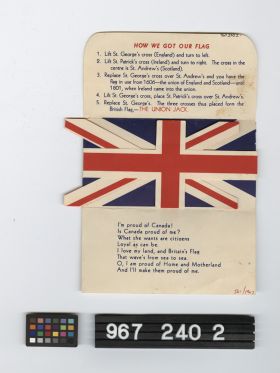 967.240.2
HOW WE GOT OUR FLAG
1. Lift St. George's cross (England) and turn to left.
2. Lift St. Patrick's cross (Ireland) and turn to right. The cross in the
centre is St. Andrew's (Scotland).
3. Replace St. George's cross over St. Andrew's and you have the
flag in use from 1606—the union of England and Scotland—until
1801, when Ireland came into the union.
4. Lift St. George's cross, place St. Patrick's cross over St. Andrew's.
5. Replace St. George's. The three crosses thus placed form the
British Flag,—THE UNION JACK.
I'm proud of Canada!
Is Canada proud of me?
What she wants are citizens
Loyal as can be.
I love my land, and Britain's Flag
That wave's from sea to sea.
O, I am proud of Home and Motherland
And I'll make them proud of me.
967 240 2